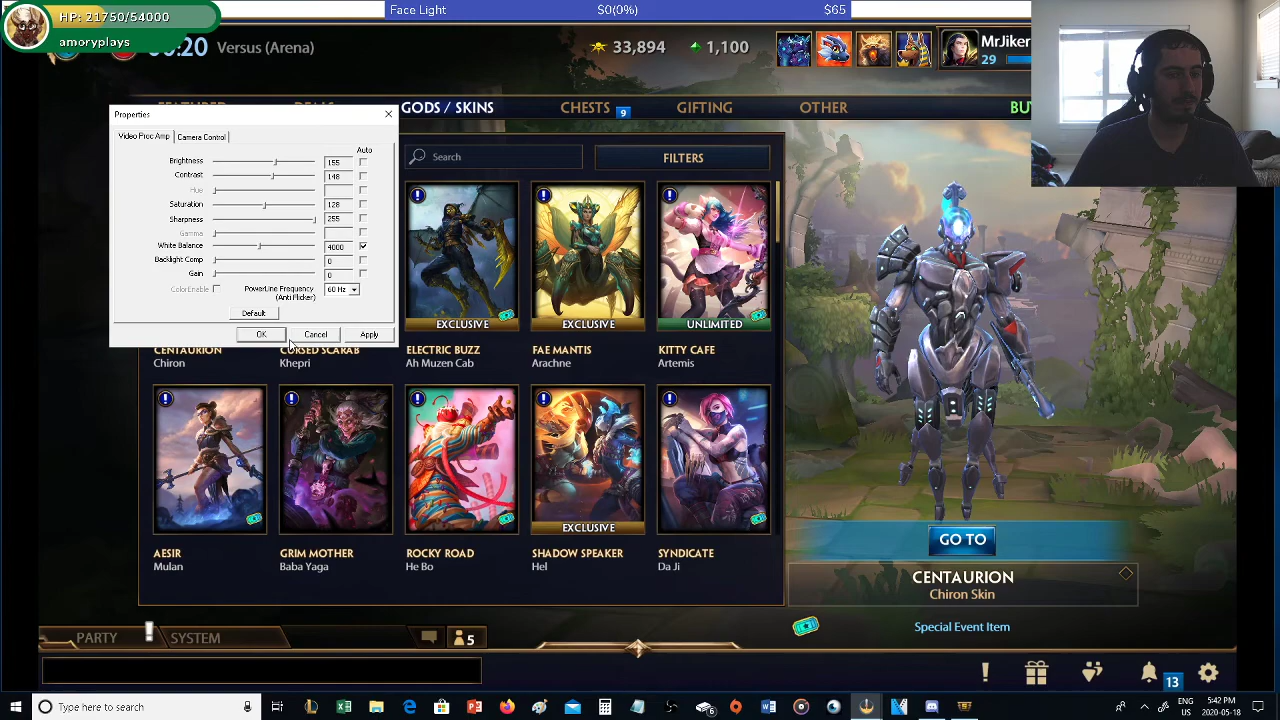 HP: 21750/54000
amoryplays
Face Light
$0(0%)
$65
:20
Versus (Arena)
33,894
1,100
MrJiker
29
GODS / SKINS
CHESTS
9
GIFTING
OTHER
BU
Properties
Video Proc Amp
Camera Control
Auto
Brightness
155
Contrast
148
Hue
Saturation
128
Sharpness
255
Gamma
White Balance
4000
Backlight Comp
0
Gain
0
ColorEnable
PowerLine Frequency
(Anti Flicker)
60 Hz
Default
OK
Cancel
Apply
Search
FILTERS
EXCLUSIVE
EXCLUSIVE
UNLIMITED
CENTAURION
Chiron
CURSED SCARAB
Khepri
ELECTRIC BUZZ
Ah Muzen Cab
FAE MANTIS
Arachne
KITTY CAFE
Artemis
EXCLUSIVE
AESIR
Mulan
GRIM MOTHER
Baba Yaga
ROCKY ROAD
He Bo
SHADOW SPEAKER
Hel
SYNDICATE
Da Ji
GO TO
CENTAURION
Chiron Skin
Special Event Item
PARTY
SYSTEM
5
13
Type here to search
ENG
US
5:42 PM
2020-05-18